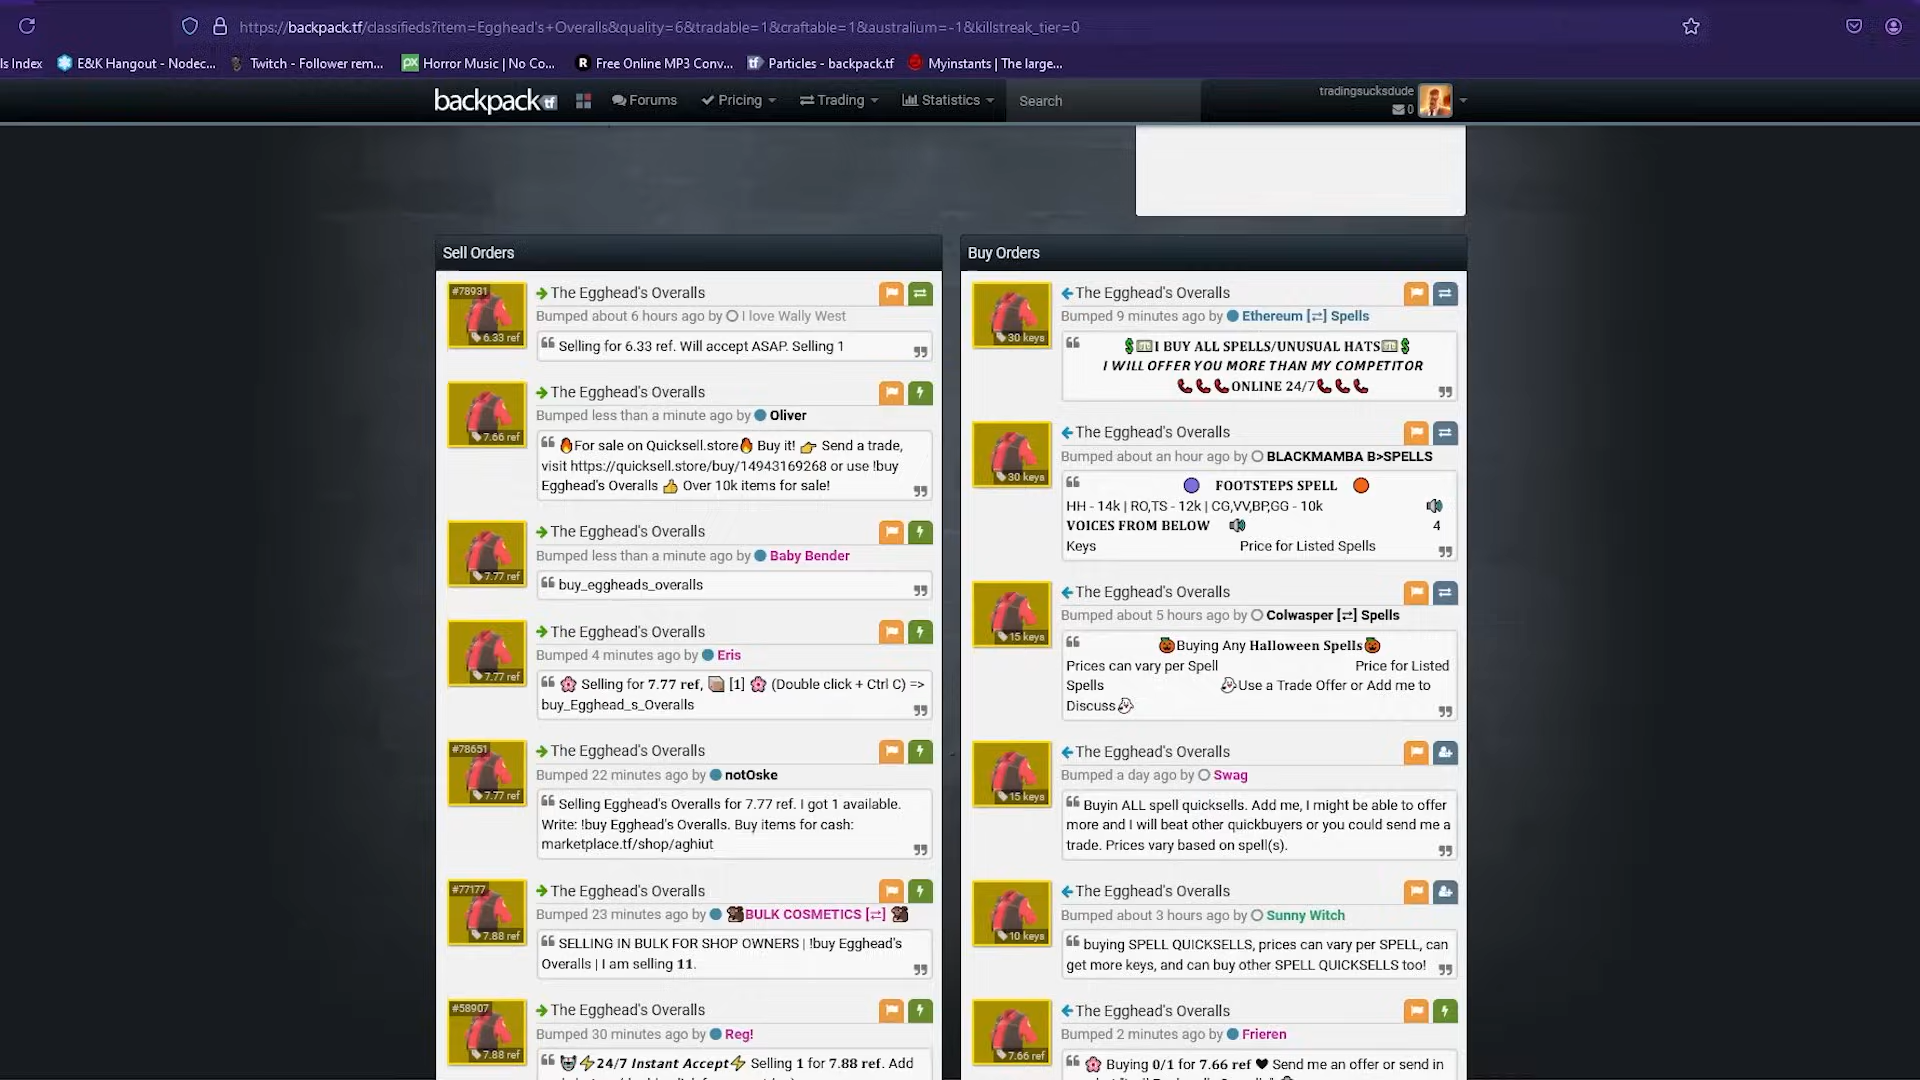 https://backpack.tf/classifieds?item=Egghead's+Overalls&quality=6&tradable=1&craftable=1&australium=-1&killstreak_tier=0
ls Index E&K Hangout - Nodec... Twitch - Follower rem... Horror Music | No Co... Free Online MP3 Conv... Particles - backpack.tf Myinstants | The large...
backpack tf Forums Pricing Trading Statistics Search tradingsucksdude
0
Sell Orders
#78931 The Egghead's Overalls
Bumped about 6 hours ago by I love Wally West
6.33 ref
Selling for 6.33 ref. Will accept ASAP. Selling 1
The Egghead's Overalls
Bumped less than a minute ago by Oliver
7.66 ref
🔥For sale on Quicksell.store🔥 Buy it! 👉 Send a trade,
visit https://quicksell.store/buy/14943169268 or use !buy
Egghead's Overalls 👍 Over 10k items for sale!
The Egghead's Overalls
Bumped less than a minute ago by Baby Bender
7.77 ref
buy_eggheads_overalls
The Egghead's Overalls
Bumped 4 minutes ago by Eris
7.77 ref
🌸 Selling for 7.77 ref, [1] 🌸 (Double click + Ctrl C) =>
buy_Egghead_s_Overalls
#78651 The Egghead's Overalls
Bumped 22 minutes ago by notOske
7.77 ref
Selling Egghead's Overalls for 7.77 ref. I got 1 available.
Write: !buy Egghead's Overalls. Buy items for cash:
marketplace.tf/shop/aghiut
#77177 The Egghead's Overalls
Bumped 23 minutes ago by BULK COSMETICS [⇄]
7.88 ref
SELLING IN BULK FOR SHOP OWNERS | !buy Egghead's
Overalls | I am selling 11.
#58907 The Egghead's Overalls
Bumped 30 minutes ago by Reg!
7.88 ref
⚡24/7 Instant Accept⚡ Selling 1 for 7.88 ref. Add
Buy Orders
The Egghead's Overalls
Bumped 9 minutes ago by Ethereum [⇄] Spells
30 keys
💲💵I BUY ALL SPELLS/UNUSUAL HATS💵💲
I WILL OFFER YOU MORE THAN MY COMPETITOR
📞📞📞ONLINE 24/7📞📞📞
The Egghead's Overalls
Bumped about an hour ago by BLACKMAMBA B>SPELLS
30 keys
🟣 FOOTSTEPS SPELL 🟠
HH - 14k | RO,TS - 12k | CG,VV,BP,GG - 10k 🔊
VOICES FROM BELOW 🔊 4
Keys Price for Listed Spells
The Egghead's Overalls
Bumped about 5 hours ago by Colwasper [⇄] Spells
15 keys
🎃Buying Any Halloween Spells🎃
Prices can vary per Spell Price for Listed
Spells 👻Use a Trade Offer or Add me to
Discuss👻
The Egghead's Overalls
Bumped a day ago by Swag
15 keys
Buyin ALL spell quicksells. Add me, I might be able to offer
more and I will beat other quickbuyers or you could send me a
trade. Prices vary based on spell(s).
The Egghead's Overalls
Bumped about 3 hours ago by Sunny Witch
10 keys
buying SPELL QUICKSELLS, prices can vary per SPELL, can
get more keys, and can buy other SPELL QUICKSELLS too!
The Egghead's Overalls
Bumped 2 minutes ago by Frieren
7.66 ref
🌸 Buying 0/1 for 7.66 ref ♥ Send me an offer or send in